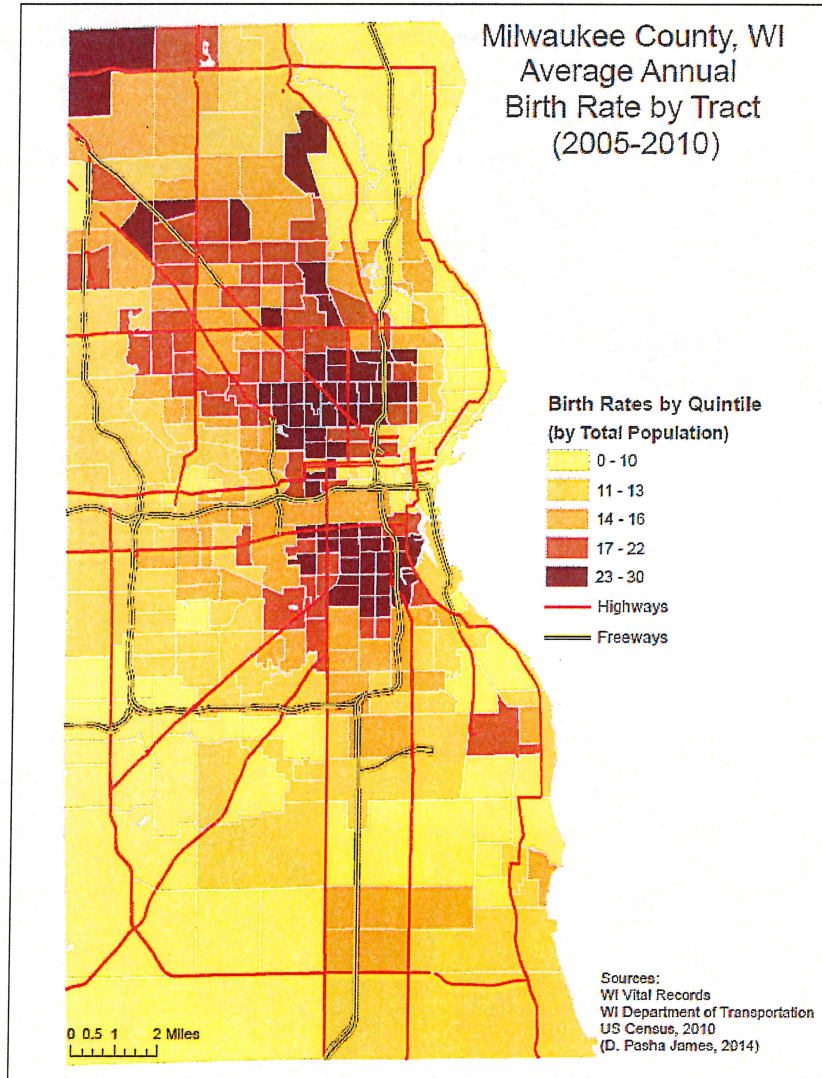 Milwaukee County, WI
Average Annual
Birth Rate by Tract
(2005-2010)
Birth Rates by Quintile
(by Total Population)
0 - 10
11 - 13
14 - 16
17 - 22
23 - 30
Highways
Freeways
Sources:
WI Vital Records
WI Department of Transportation
US Census, 2010
(D. Pasha James, 2014)
0 0.5 1 2 Miles